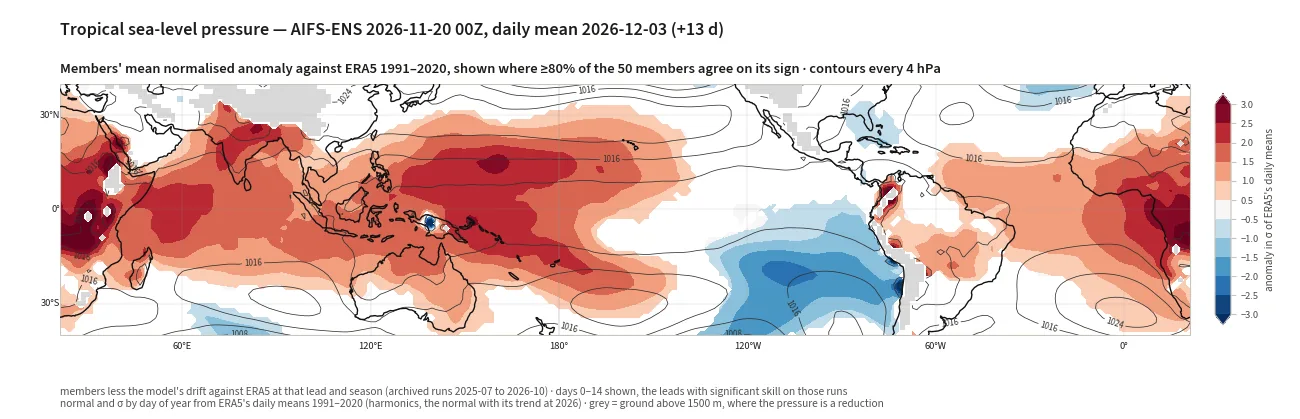 Tropical sea-level pressure — AIFS-ENS 2026-11-20 00Z, daily mean 2026-12-03 (+13 d)
Members' mean normalised anomaly against ERA5 1991–2020, shown where ≥80% of the 50 members agree on its sign · contours every 4 hPa
1024
1016
1016
1016
30°N
1016
1016
0°
1016
1016
1016
30°S
1008
1016
1016
1008
1016
1016
1024
60°E
120°E
180°
120°W
60°W
0°
3.0
2.5
2.0
1.5
1.0
0.5
−0.5
−1.0
−1.5
−2.0
−2.5
−3.0
anomaly in σ of ERA5's daily means
members less the model's drift against ERA5 at that lead and season (archived runs 2025-07 to 2026-10) · days 0–14 shown, the leads with significant skill on those runs
normal and σ by day of year from ERA5's daily means 1991–2020 (harmonics, the normal with its trend at 2026) · grey = ground above 1500 m, where the pressure is a reduction